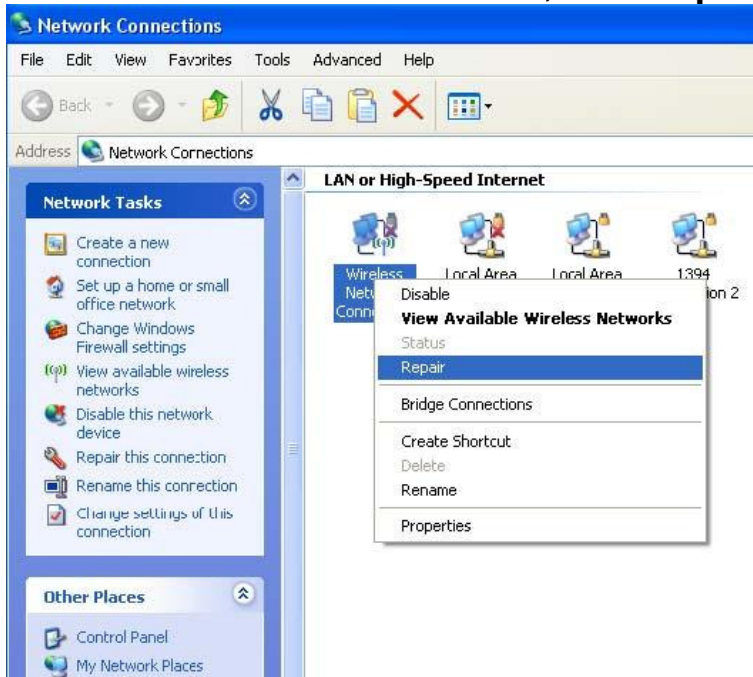 Network Connections
File Edit View Favorites Tools Advanced Help
Back
Address Network Connections
Network Tasks
Create a new
connection
Set up a home or small
office network
Change Windows
Firewall settings
View available wireless
networks
Disable this network
device
Repair this connection
Rename this connection
Change settings of this
connection
Other Places
Control Panel
My Network Places
LAN or High-Speed Internet
Wireless Local Area Local Area 1394
Disable
View Available Wireless Networks
Status
Repair
Bridge Connections
Create Shortcut
Delete
Rename
Properties